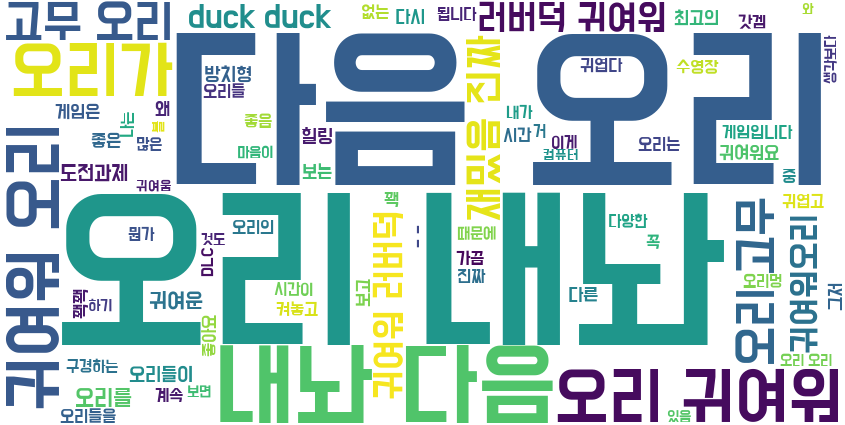 고무 오리
duck duck
없는
다시
됩니다
러버덕 귀여워
최고의
갓겜
와
오리가
다음 오리
재밌음 진짜
방치형
오리들
귀엽다
수영장
생각보다
게임은
왜
나는
좋은
많은
좋음
힐링
마음이
보는
내가
시간
거
이게
컴퓨터
오리는
게임입니다
귀여워요
중
도전과제
귀여움
귀여워 오리
오리 내놔
꽥
뭔가
오리의
것도
DLC
귀여워 러버덕
때문에
가끔
진짜
다양한
꼭
다른
오리고무
귀여워오리
귀엽고
오리멍
그저
꽥꽥
하기
귀여운
시간이
켜놓고
보고
좋아요
구경하는
오리들이
오리를
계속
보면
오리들을
내놔 다음
오리 귀여워
오리 오리
있음